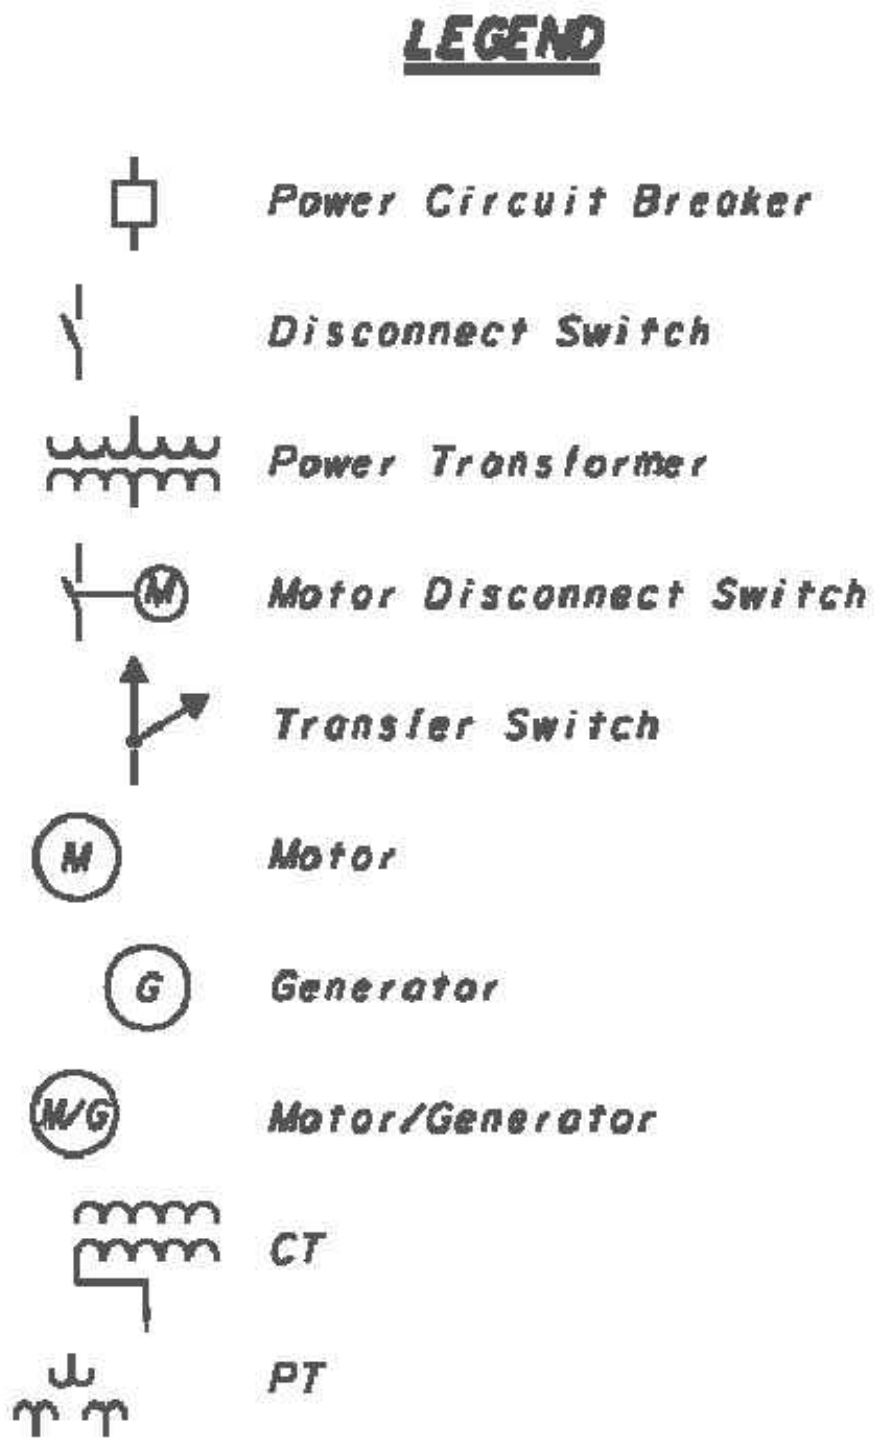 LEGEND
Power Circuit Breaker
Disconnect Switch
Power Transformer
M Motor Disconnect Switch
Transfer Switch
M Motor
G Generator
M/G Motor/Generator
CT
PT